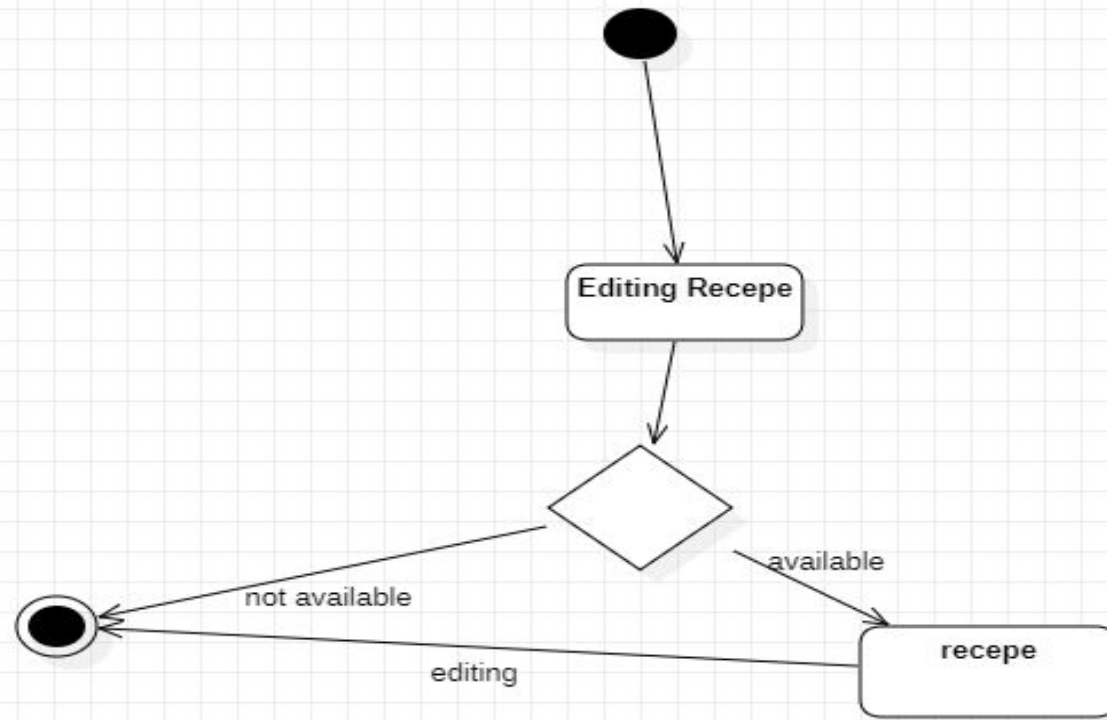 Editing Recepe
available
not available
recepe
editing